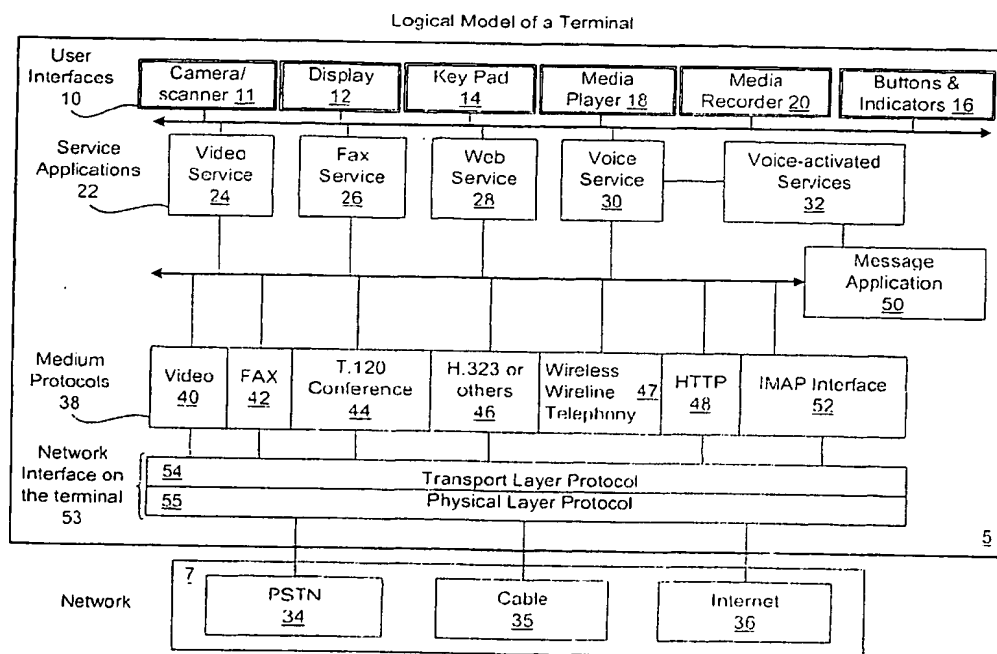 Logical Model of a Terminal
User
Interfaces
10
Camera/
scanner 11
Display
12
Key Pad
14
Media
Player 18
Media
Recorder 20
Buttons &
Indicators 16
Service
Applications
22
Video
Service
24
Fax
Service
26
Web
Service
28
Voice
Service
30
Voice-activated
Services
32
Message
Application
50
Medium
Protocols
38
Video
40
FAX
42
T.120
Conference
44
H.323 or
others
46
Wireless
Wireline 47
Telephony
HTTP
48
IMAP Interface
52
Network
Interface on
the terminal
53
54 Transport Layer Protocol
55 Physical Layer Protocol
5
Network
7
PSTN
34
Cable
35
Internet
36